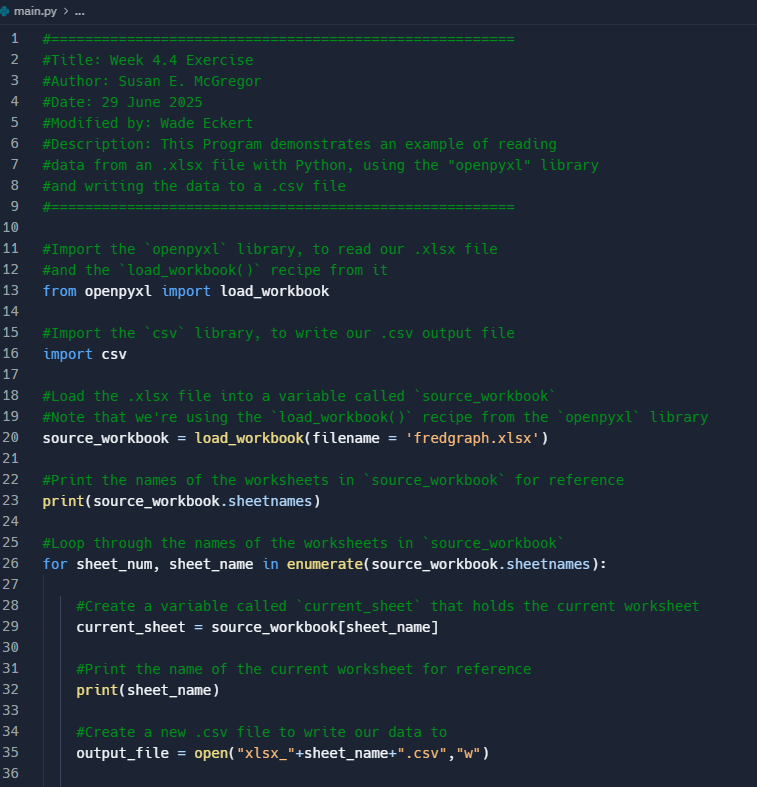 main.py > ...
1 #=======================================================
2 #Title: Week 4.4 Exercise
3 #Author: Susan E. McGregor
4 #Date: 29 June 2025
5 #Modified by: Wade Eckert
6 #Description: This Program demonstrates an example of reading
7 #data from an .xlsx file with Python, using the "openpyxl" library
8 #and writing the data to a .csv file
9 #=======================================================
10
11 #Import the `openpyxl` library, to read our .xlsx file
12 #and the `load_workbook()` recipe from it
13 from openpyxl import load_workbook
14
15 #Import the `csv` library, to write our .csv output file
16 import csv
17
18 #Load the .xlsx file into a variable called `source_workbook`
19 #Note that we're using the `load_workbook()` recipe from the `openpyxl` library
20 source_workbook = load_workbook(filename = 'fredgraph.xlsx')
21
22 #Print the names of the worksheets in `source_workbook` for reference
23 print(source_workbook.sheetnames)
24
25 #Loop through the names of the worksheets in `source_workbook`
26 for sheet_num, sheet_name in enumerate(source_workbook.sheetnames):
27
28     #Create a variable called `current_sheet` that holds the current worksheet
29     current_sheet = source_workbook[sheet_name]
30
31     #Print the name of the current worksheet for reference
32     print(sheet_name)
33
34     #Create a new .csv file to write our data to
35     output_file = open("xlsx_"+sheet_name+".csv","w")
36